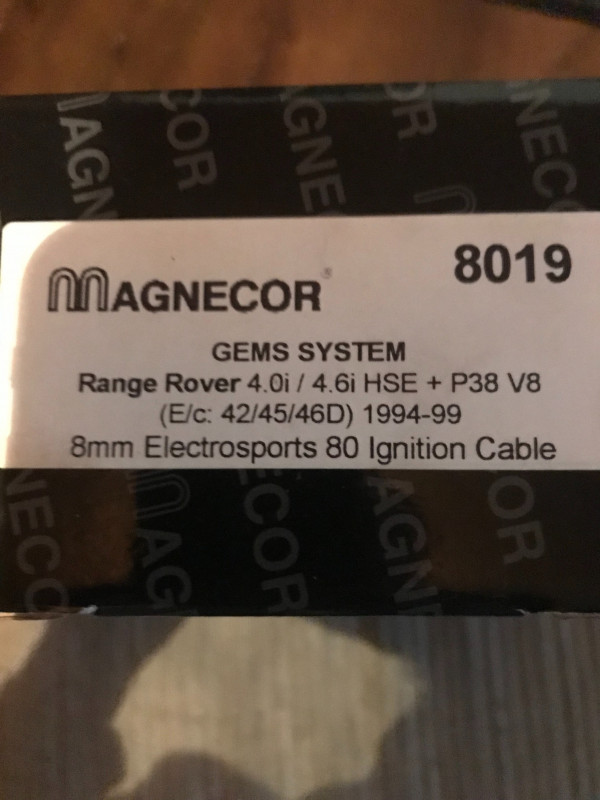 MAGNECOR®
8019
GEMS SYSTEM
Range Rover 4.0i / 4.6i HSE + P38 V8
(E/c: 42/45/46D) 1994-99
8mm Electrosports 80 Ignition Cable